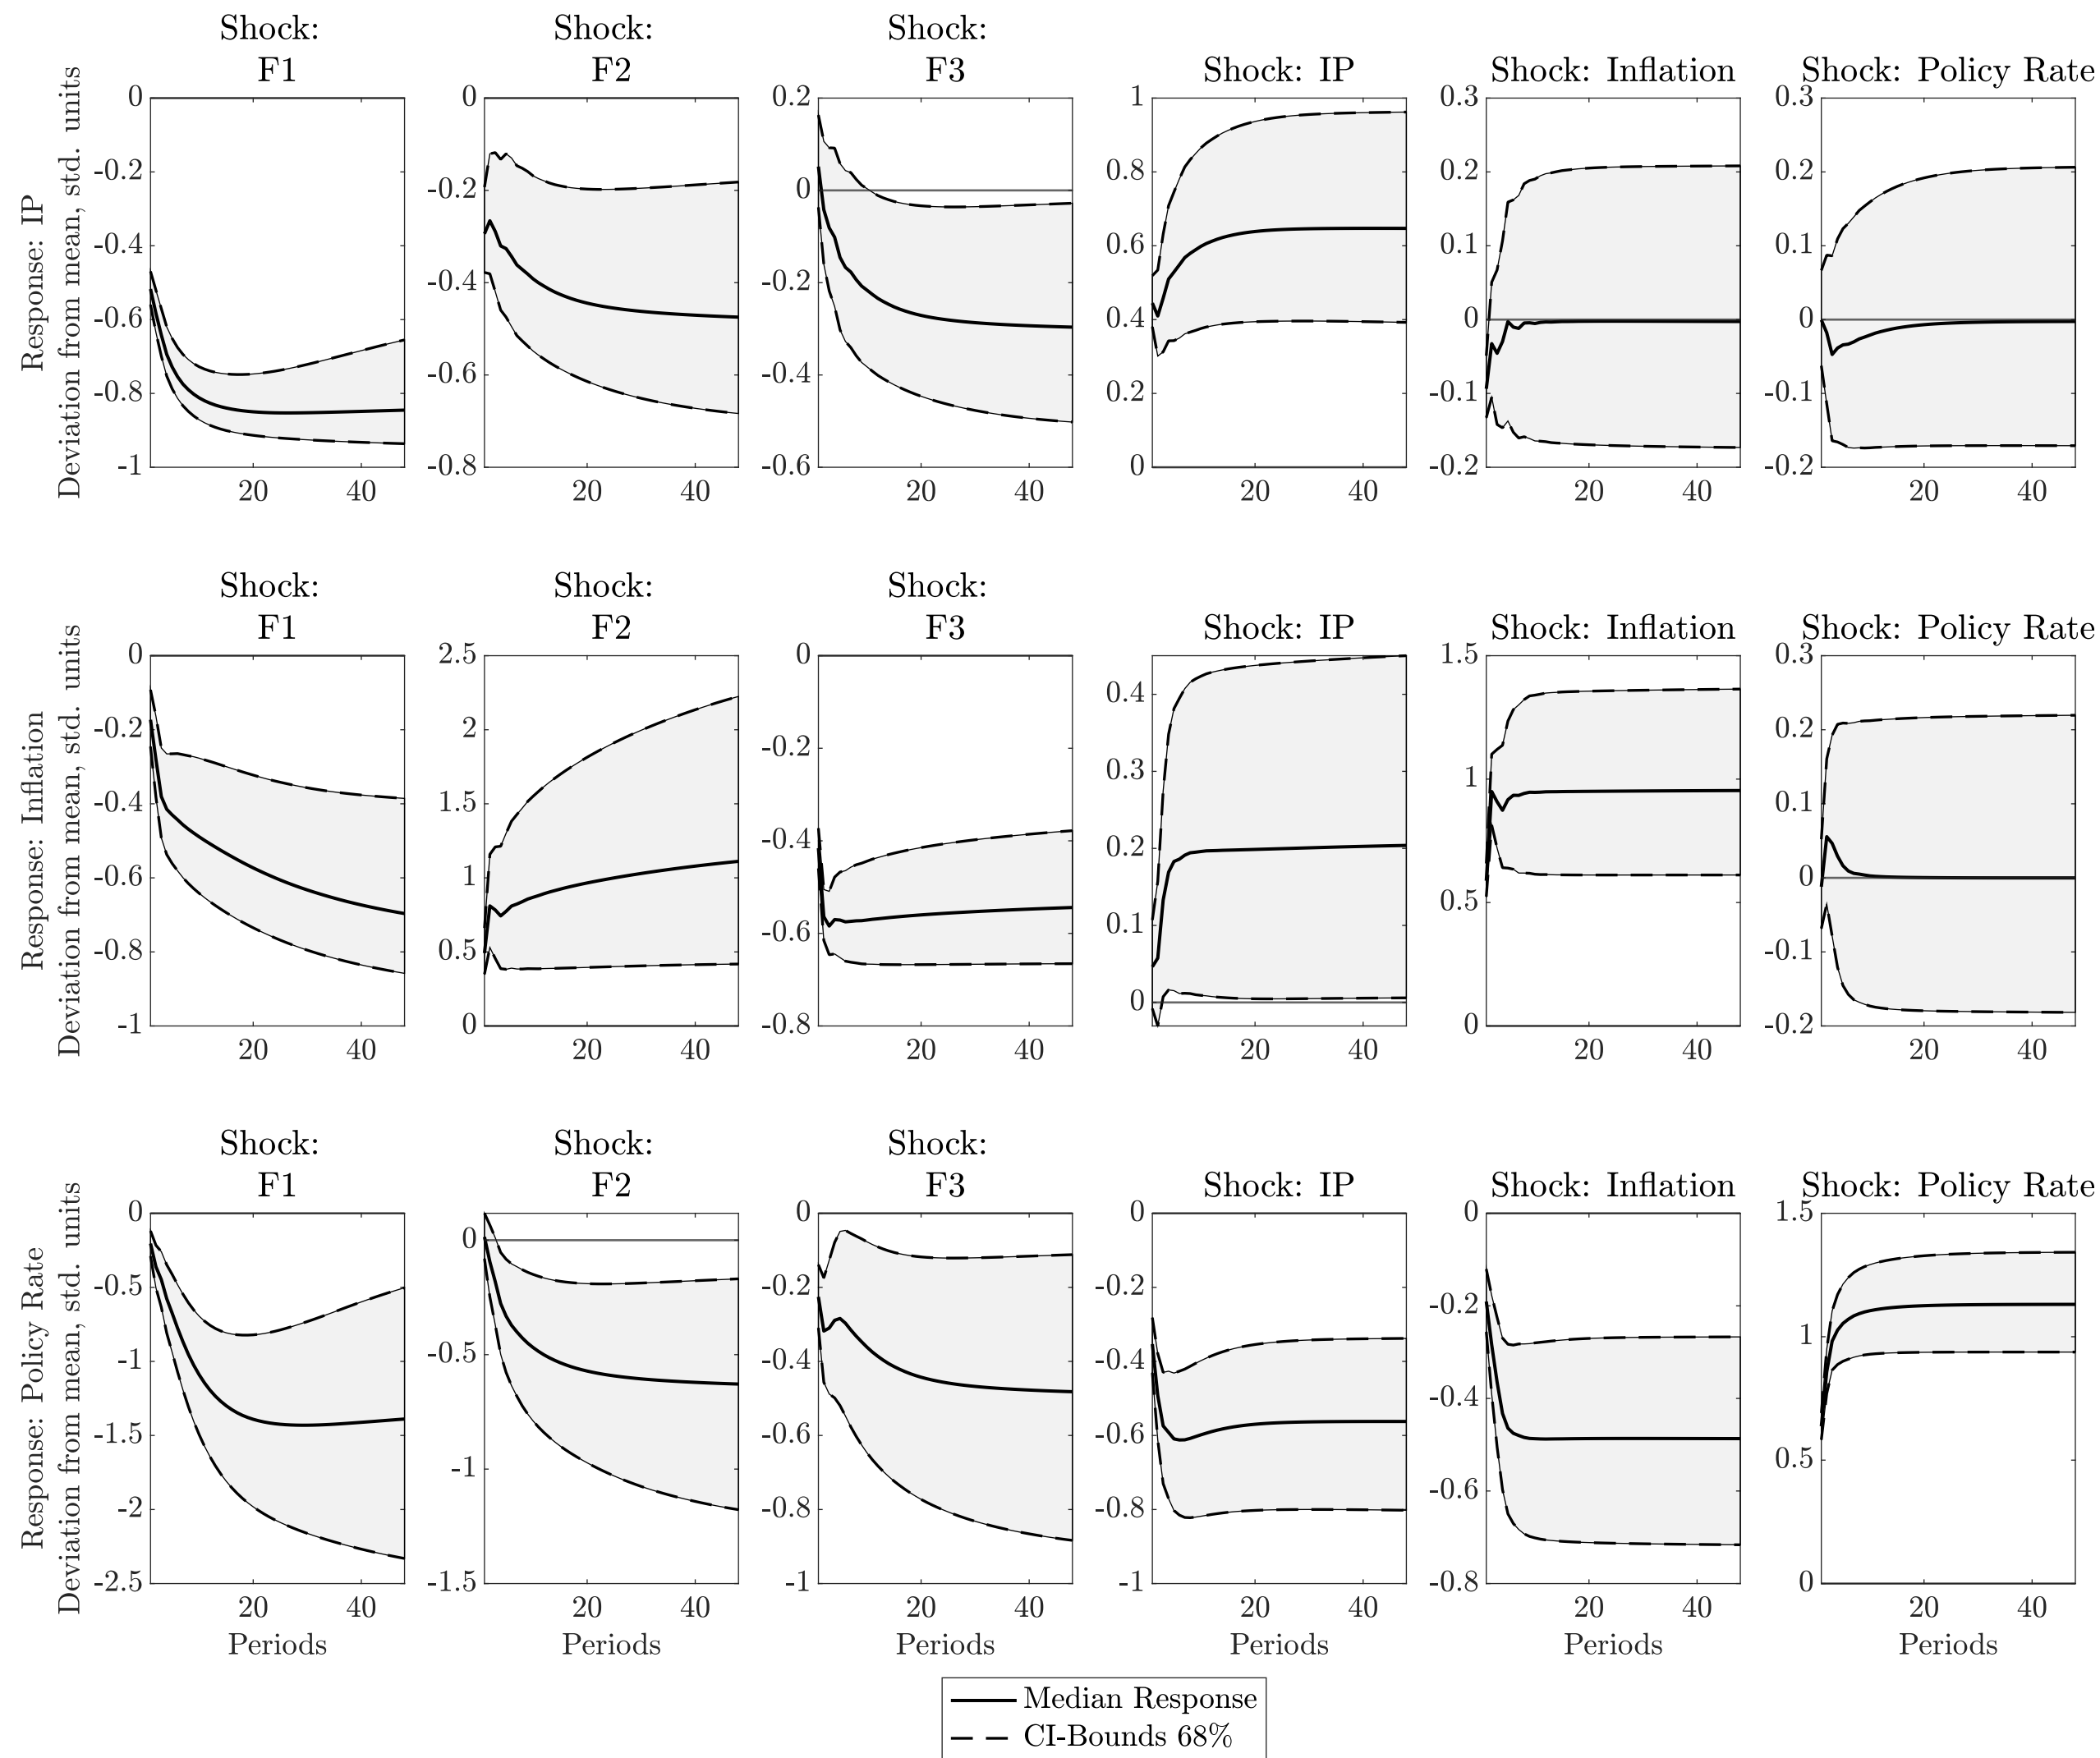 Shock:
F1
Shock:
F2
Shock:
F3
Shock: IP
Shock: Inflation
Shock: Policy Rate
Response: IP
Deviation from mean, std. units
0
-0.2
-0.4
-0.6
-0.8
-1
20 40
0
-0.2
-0.4
-0.6
-0.8
20 40
0.2
0
-0.2
-0.4
-0.6
20 40
1
0.8
0.6
0.4
0.2
0
20 40
0.3
0.2
0.1
0
-0.1
-0.2
20 40
0.3
0.2
0.1
0
-0.1
-0.2
20 40
Shock:
F1
Shock:
F2
Shock:
F3
Shock: IP
Shock: Inflation
Shock: Policy Rate
Response: Inflation
Deviation from mean, std. units
0
-0.2
-0.4
-0.6
-0.8
-1
20 40
2.5
2
1.5
1
0.5
0
20 40
0
-0.2
-0.4
-0.6
-0.8
20 40
0.4
0.3
0.2
0.1
0
20 40
1.5
1
0.5
0
20 40
0.3
0.2
0.1
0
-0.1
-0.2
20 40
Shock:
F1
Shock:
F2
Shock:
F3
Shock: IP
Shock: Inflation
Shock: Policy Rate
Response: Policy Rate
Deviation from mean, std. units
0
-0.5
-1
-1.5
-2
-2.5
20 40
Periods
0
-0.5
-1
-1.5
20 40
Periods
0
-0.2
-0.4
-0.6
-0.8
-1
20 40
Periods
0
-0.2
-0.4
-0.6
-0.8
-1
20 40
Periods
0
-0.2
-0.4
-0.6
-0.8
20 40
Periods
1.5
1
0.5
0
20 40
Periods
Median Response
CI-Bounds 68%